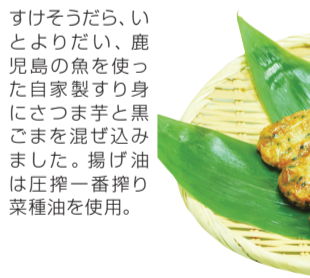 すけそうだら、い
とよりだい、鹿
児島の魚を使っ
た自家製すり身
にさつま芋と黒
ごまを混ぜ込み
ました。揚げ油
は圧搾一番搾り
菜種油を使用。